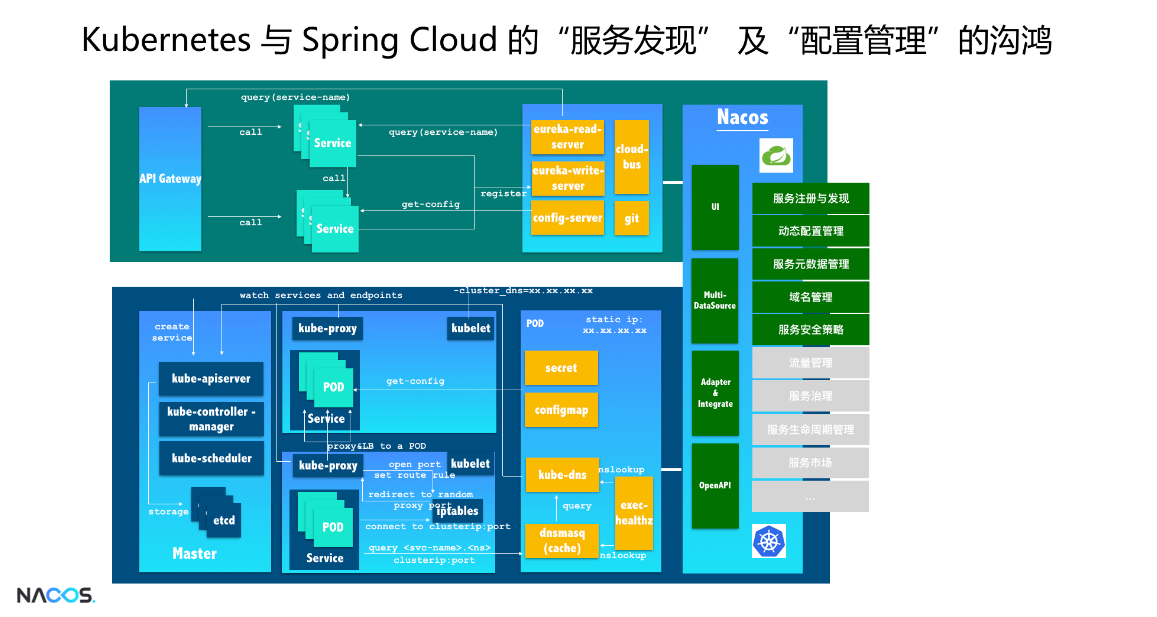 Kubernetes 与 Spring Cloud 的“服务发现” 及“配置管理”的沟鸿
query(service-name)
call
Service
query(service-name)
API Gateway
call
register
get-config
call
Service
eureka-read-
server
cloud-
bus
eureka-write-
server
config-server
git
Nacos
UI
Multi-
DataSource
Adapter
&
Integrate
OpenAPI
服务注册与发现
动态配置管理
服务元数据管理
域名管理
服务安全策略
流量管理
服务治理
服务生命周期管理
服务市场
...
watch services and endpoints
-cluster_dns=xx.xx.xx.xx
create
service
kube-apiserver
kube-controller -
manager
kube-scheduler
storage
etcd
Master
kube-proxy
kubelet
POD
Service
get-config
proxy&LB to a POD
kube-proxy
open port
kubelet
set route rule
redirect to random
proxy port
iptables
POD
connect to clusterip:port
Service
query <svc-name>.<ns>
clusterip:port
POD
static ip:
xx.xx.xx.xx
secret
configmap
kube-dns
nslookup
query
exec-
healthz
dnsmasq
(cache)
nslookup
NACOS.